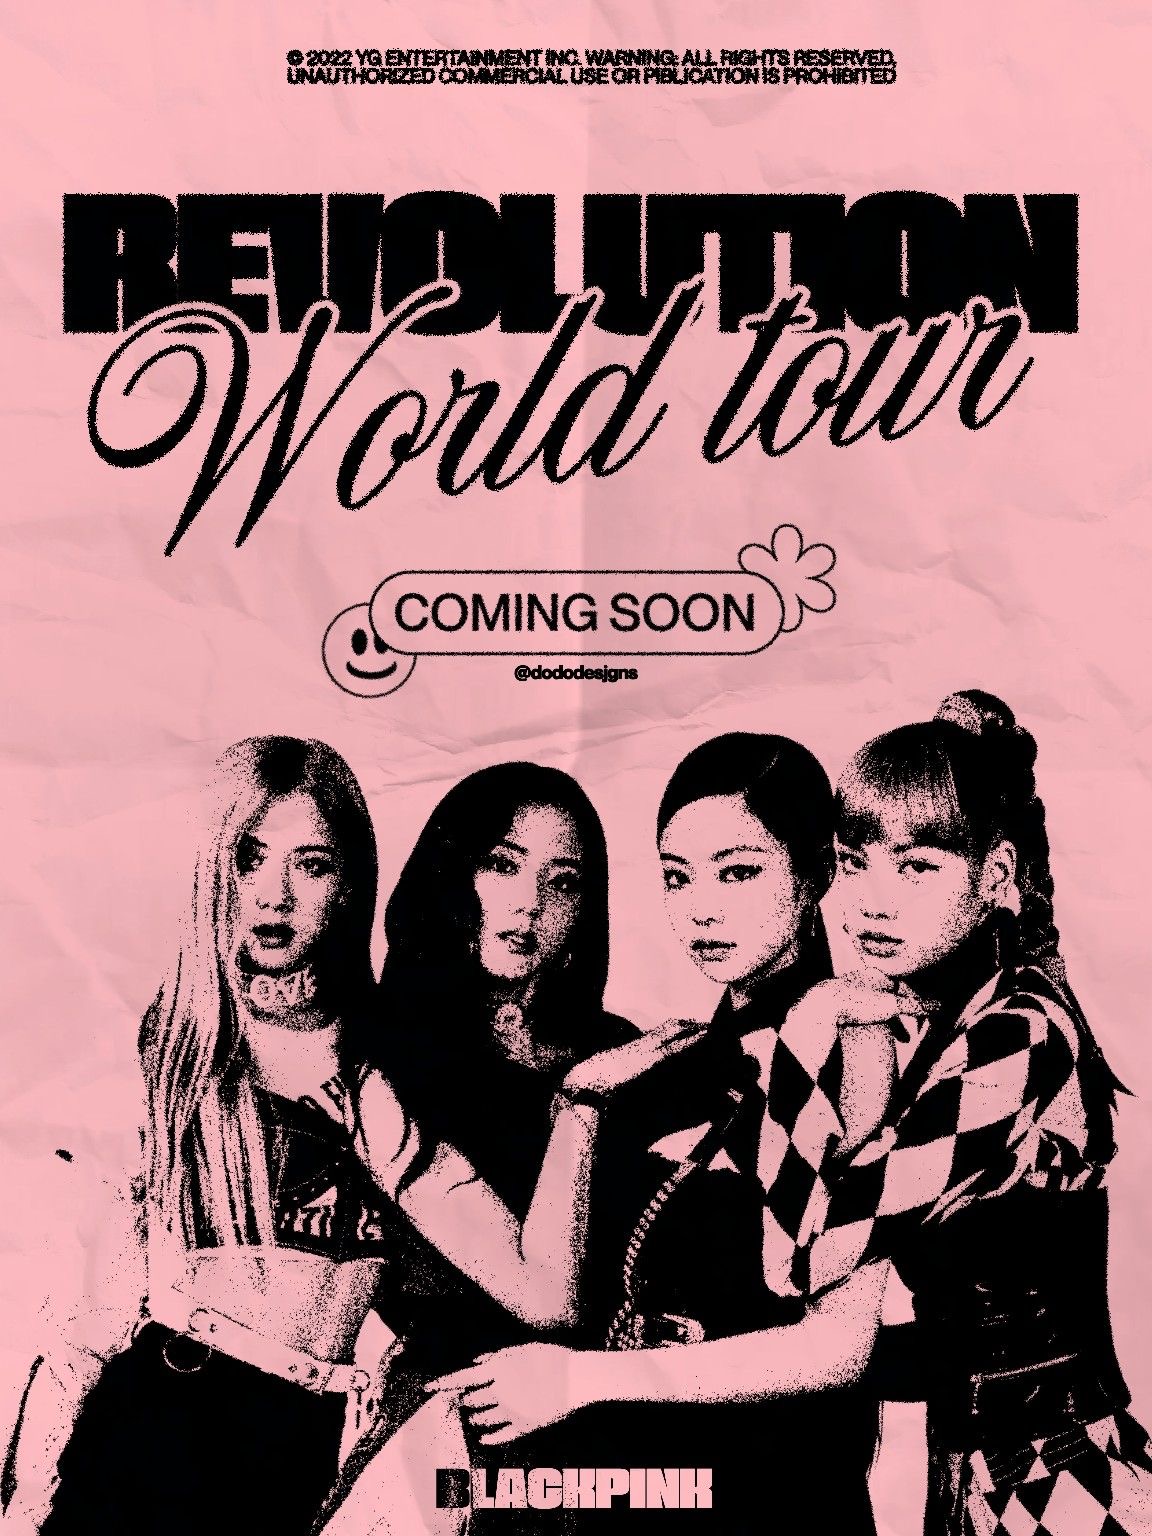 © 2022 YG ENTERTAINMENT INC. WARNING: ALL RIGHTS RESERVED.
UNAUTHORIZED COMMERCIAL USE OR PIBLICATION IS PROHIBITED
REVOLUTION
World tour
COMING SOON
@dododesjgns
BLACKPINK